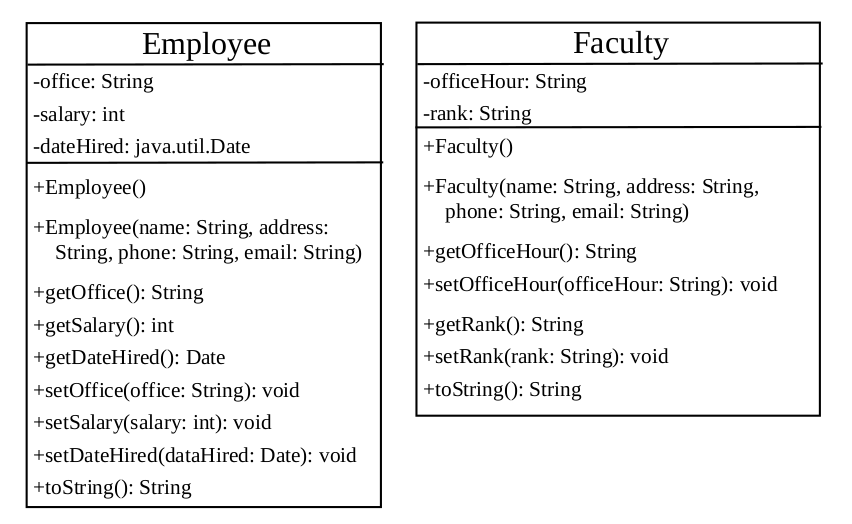 Employee
-office: String
-salary: int
-dateHired: java.util.Date
+Employee()
+Employee(name: String, address:
String, phone: String, email: String)
+getOffice(): String
+getSalary(): int
+getDateHired(): Date
+setOffice(office: String): void
+setSalary(salary: int): void
+setDateHired(dataHired: Date): void
+toString(): String
Faculty
-officeHour: String
-rank: String
+Faculty()
+Faculty(name: String, address: String,
phone: String, email: String)
+getOfficeHour(): String
+setOfficeHour(officeHour: String): void
+getRank(): String
+setRank(rank: String): void
+toString(): String